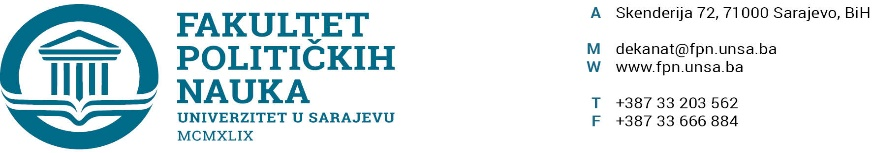 FAKULTET
POLITIČKIH
NAUKA
UNIVERZITET U SARAJEVU
MCMXLIX
A Skenderija 72, 71000 Sarajevo, BiH
M dekanat@fpn.unsa.ba
W www.fpn.unsa.ba
T +387 33 203 562
F +387 33 666 884